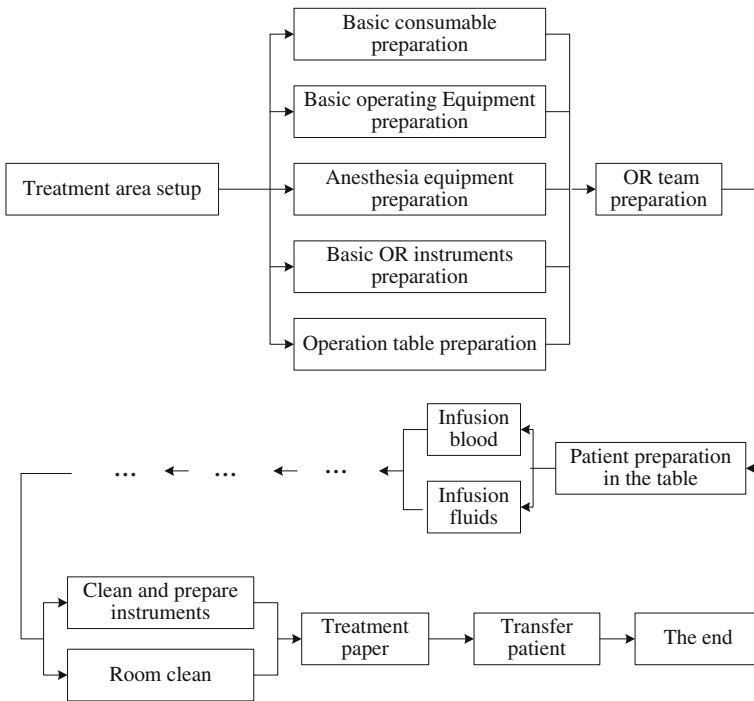 Basic consumable
preparation
Basic operating Equipment
preparation
Treatment area setup
Anesthesia equipment
preparation
OR team
preparation
Basic OR instruments
preparation
Operation table preparation
Infusion
blood
Patient preparation
in the table
... ... ...
Infusion
fluids
Clean and prepare
instruments
Treatment
paper
Transfer
patient
The end
Room clean